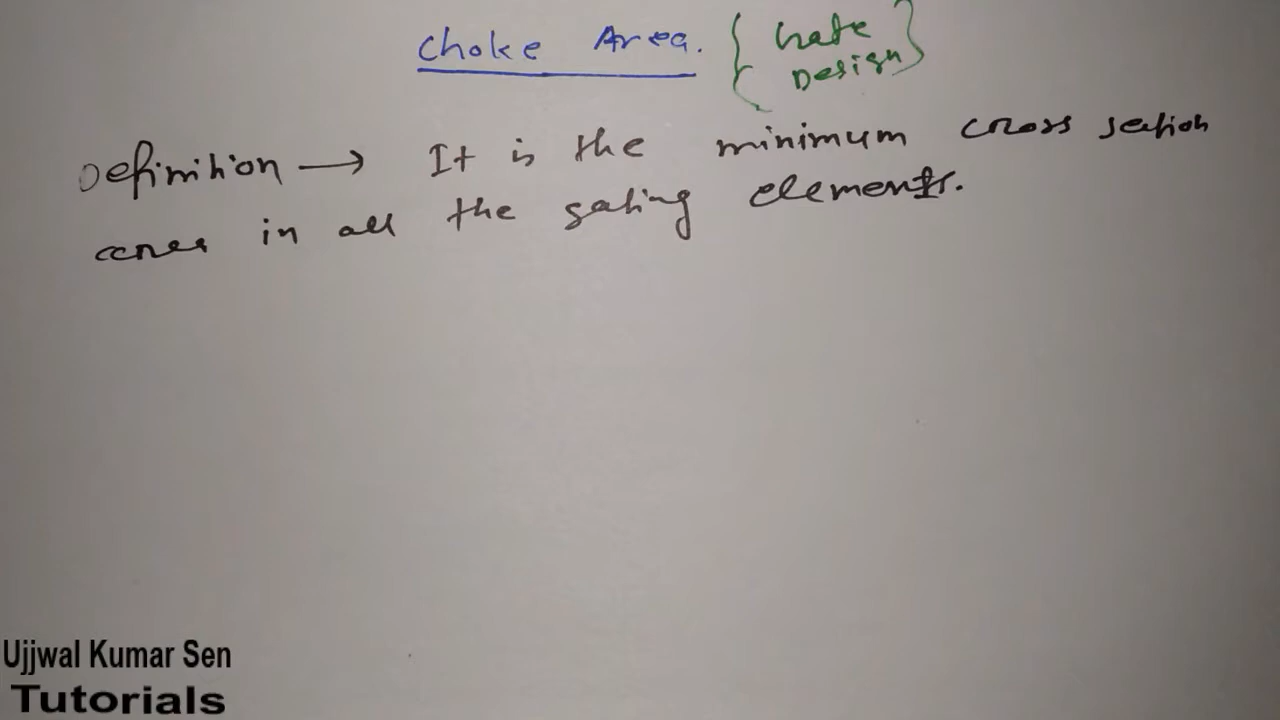 Choke Area. { Gate
Design }
Definition → It is the minimum cross section
area in all the gating elements.
Ujjwal Kumar Sen
Tutorials